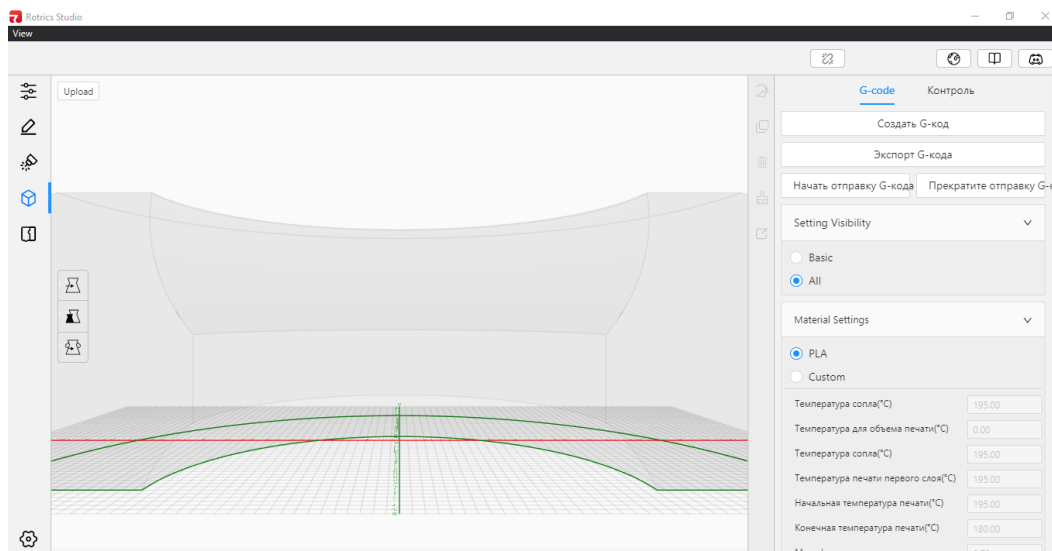 Rotrics Studio
View
Upload
G-code Контроль
Создать G-код
Экспорт G-кода
Начать отправку G-кода Прекратите отправку G-
Setting Visibility
Basic
All
Material Settings
PLA
Custom
Температура сопла(°C) 195.00
Температура для объема печати(°C) 0.00
Температура сопла(°C) 195.00
Температура печати первого слоя(°C) 195.00
Начальная температура печати(°C) 195.00
Конечная температура печати(°C) 180.00